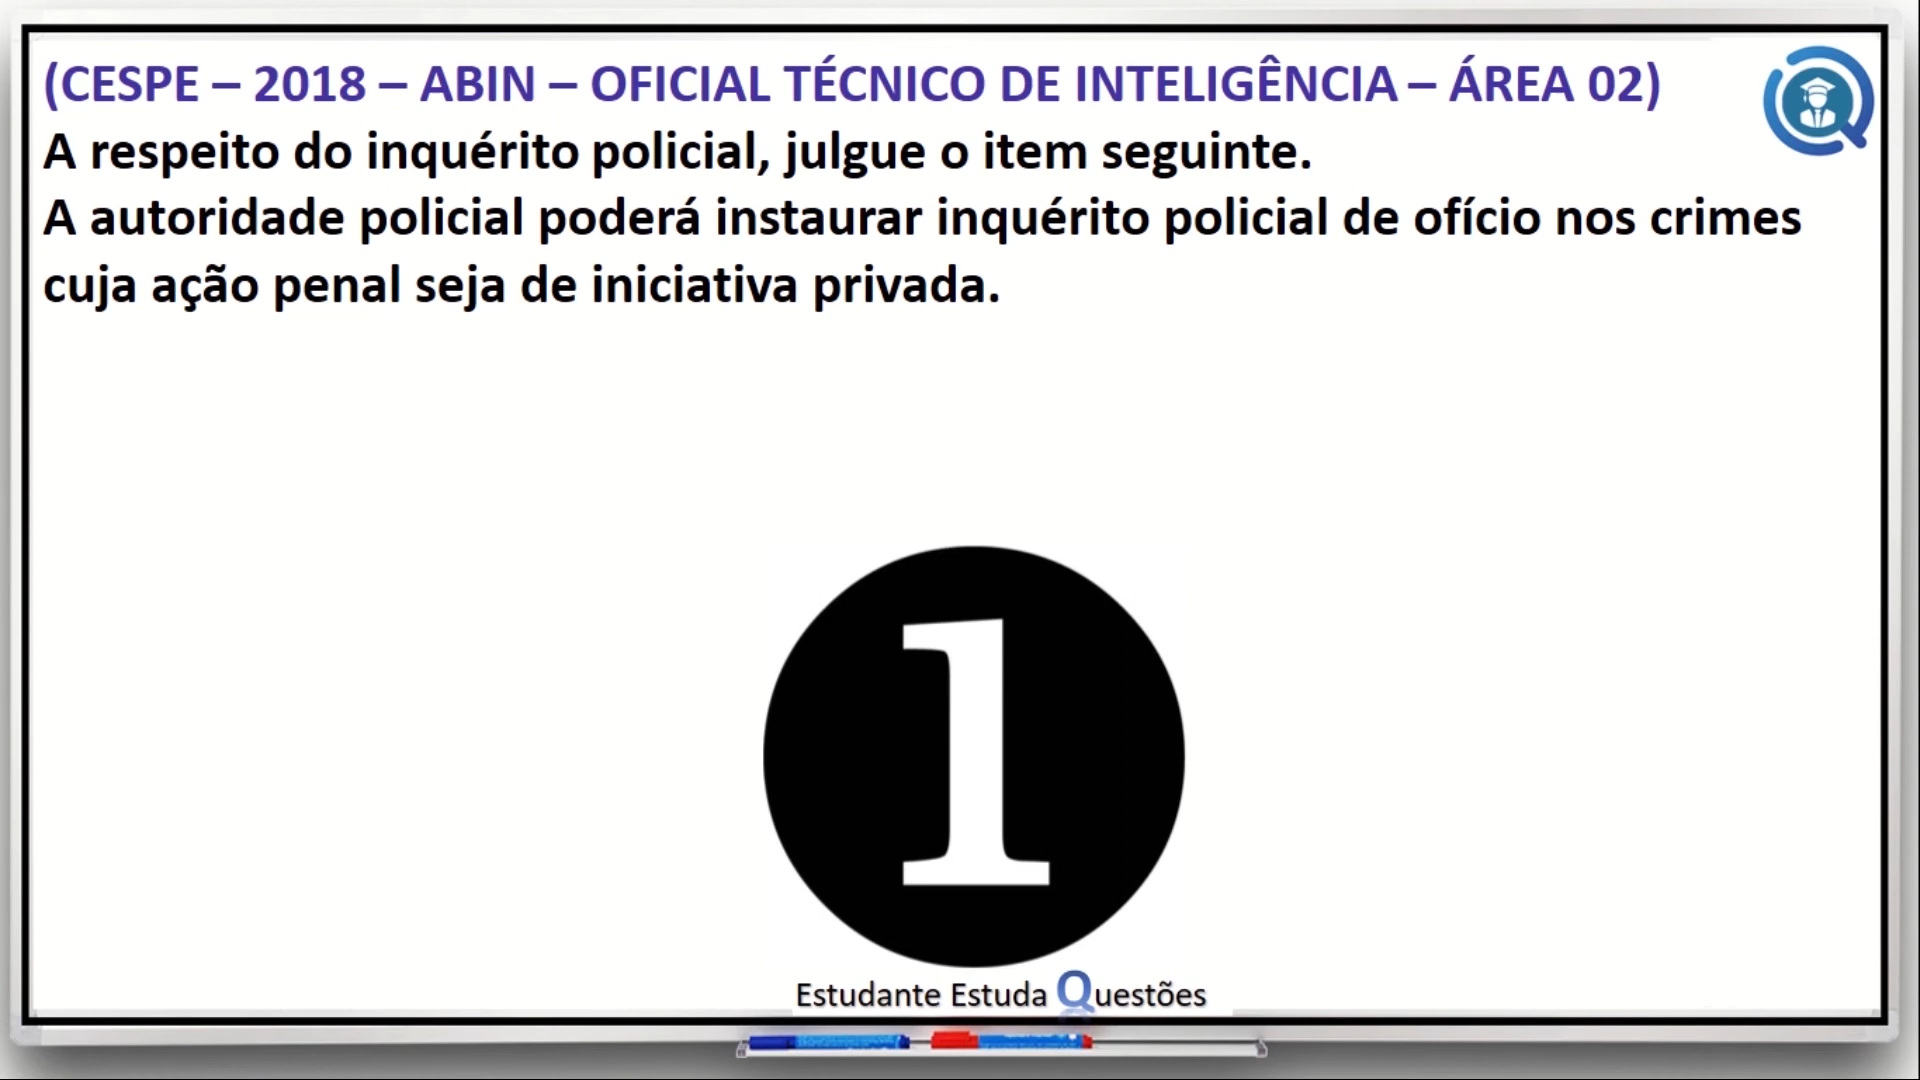 (CESPE – 2018 – ABIN – OFICIAL TÉCNICO DE INTELIGÊNCIA – ÁREA 02)
A respeito do inquérito policial, julgue o item seguinte.
A autoridade policial poderá instaurar inquérito policial de ofício nos crimes
cuja ação penal seja de iniciativa privada.
1
Estudante Estuda Questões